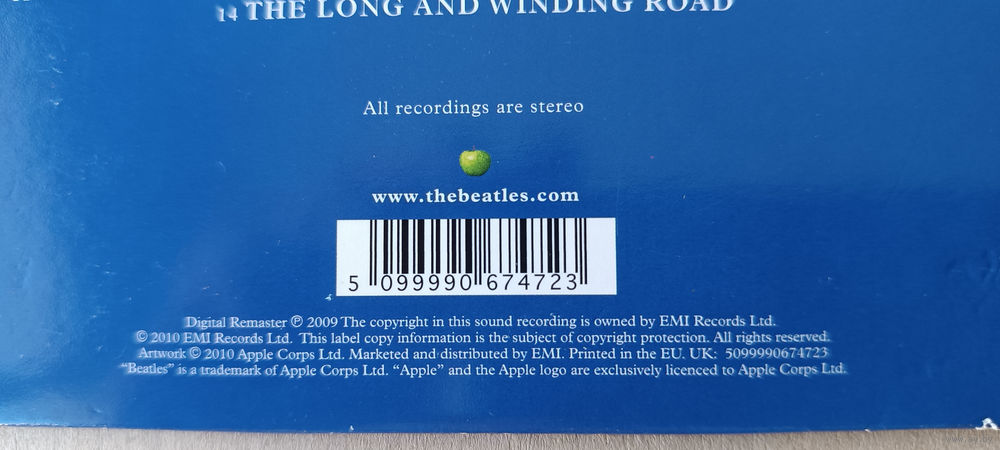 14 THE LONG AND WINDING ROAD
All recordings are stereo
www.thebeatles.com
5 099990 674723
Digital Remaster ℗ 2009 The copyright in this sound recording is owned by EMI Records Ltd.
© 2010 EMI Records Ltd. This label copy information is the subject of copyright protection. All rights reserved.
Artwork © 2010 Apple Corps Ltd. Marketed and distributed by EMI. Printed in the EU. UK: 5099990674723
“Beatles” is a trademark of Apple Corps Ltd. “Apple” and the Apple logo are exclusively licenced to Apple Corps Ltd.